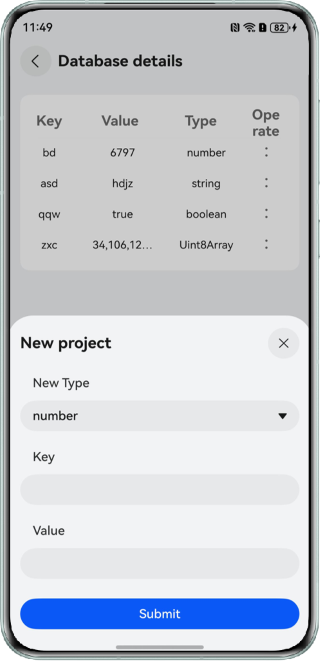 11:49
82
Database details
Key Value Type Ope
rate
bd 6797 number
asd hdjz string
qqw true boolean
zxc 34,106,12... Uint8Array
New project
New Type
number
Key
Value
Submit